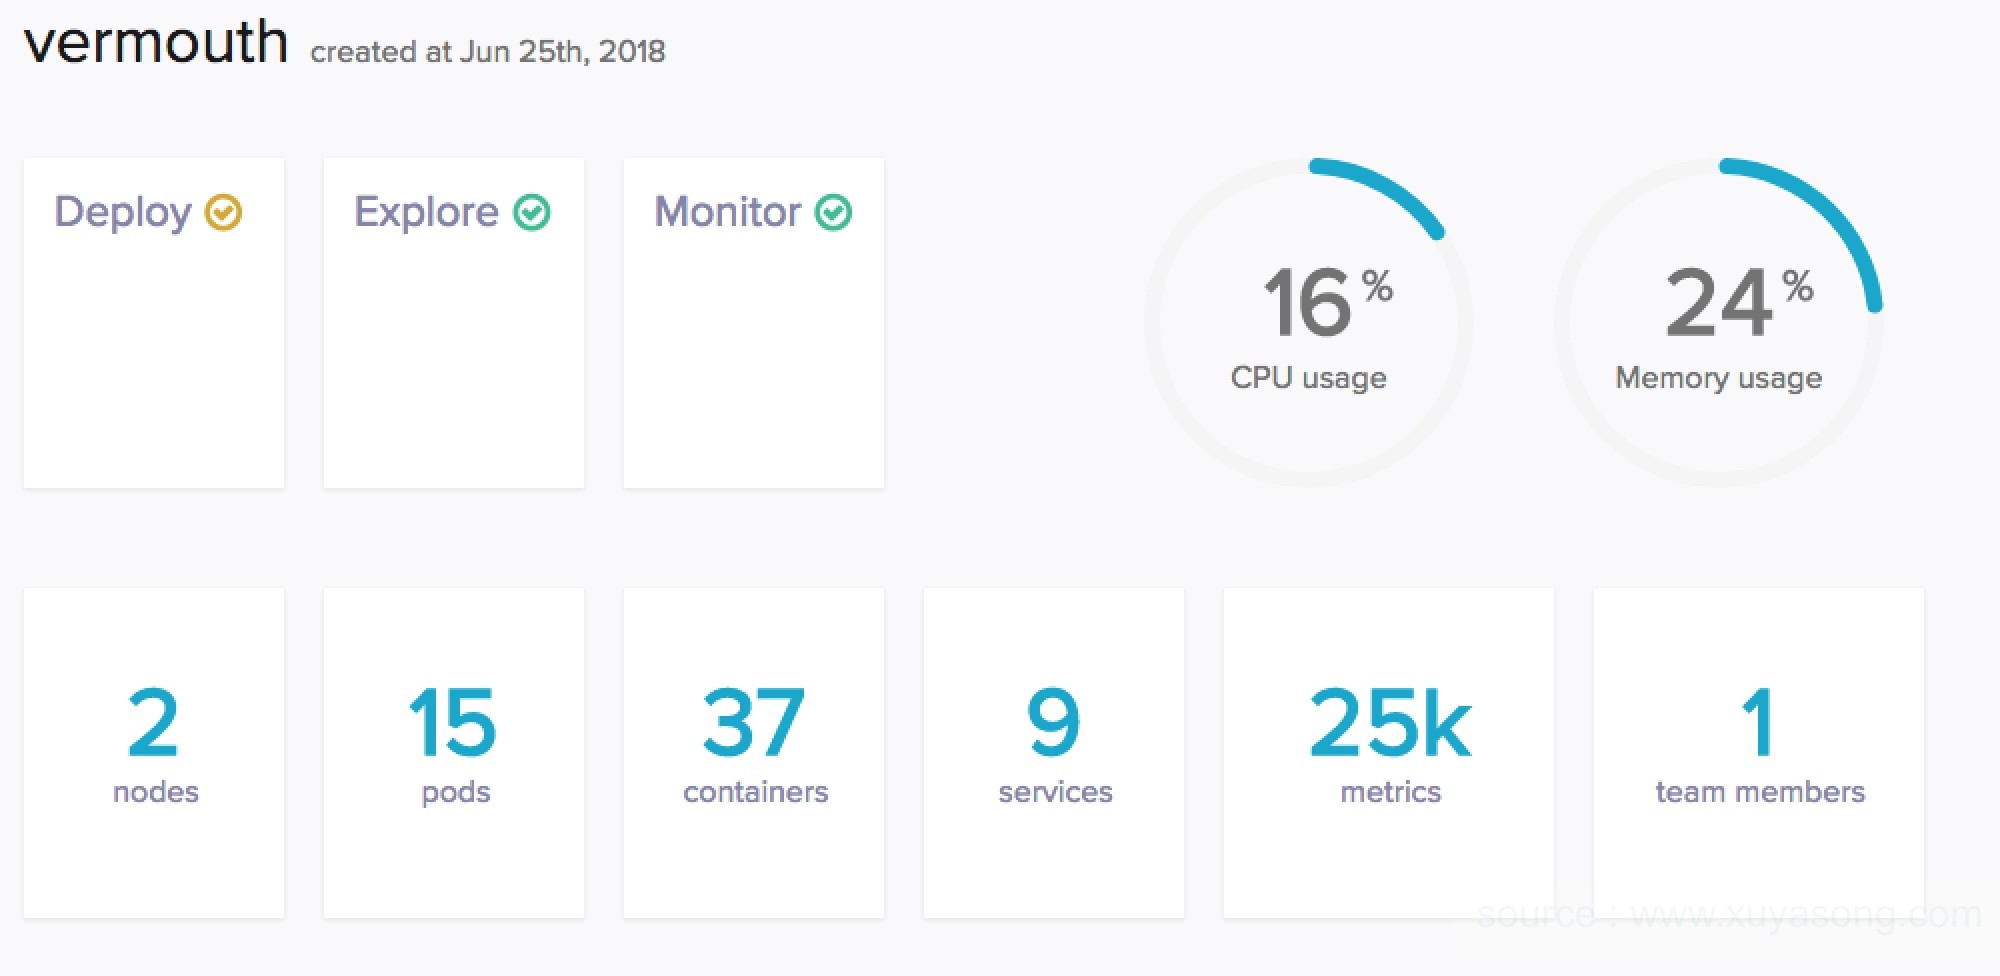 vermouth created at Jun 25th, 2018
Deploy
Explore
Monitor
16%
CPU usage
24%
Memory usage
2
nodes
15
pods
37
containers
9
services
25k
metrics
1
team members
source : www.xuyasong.com